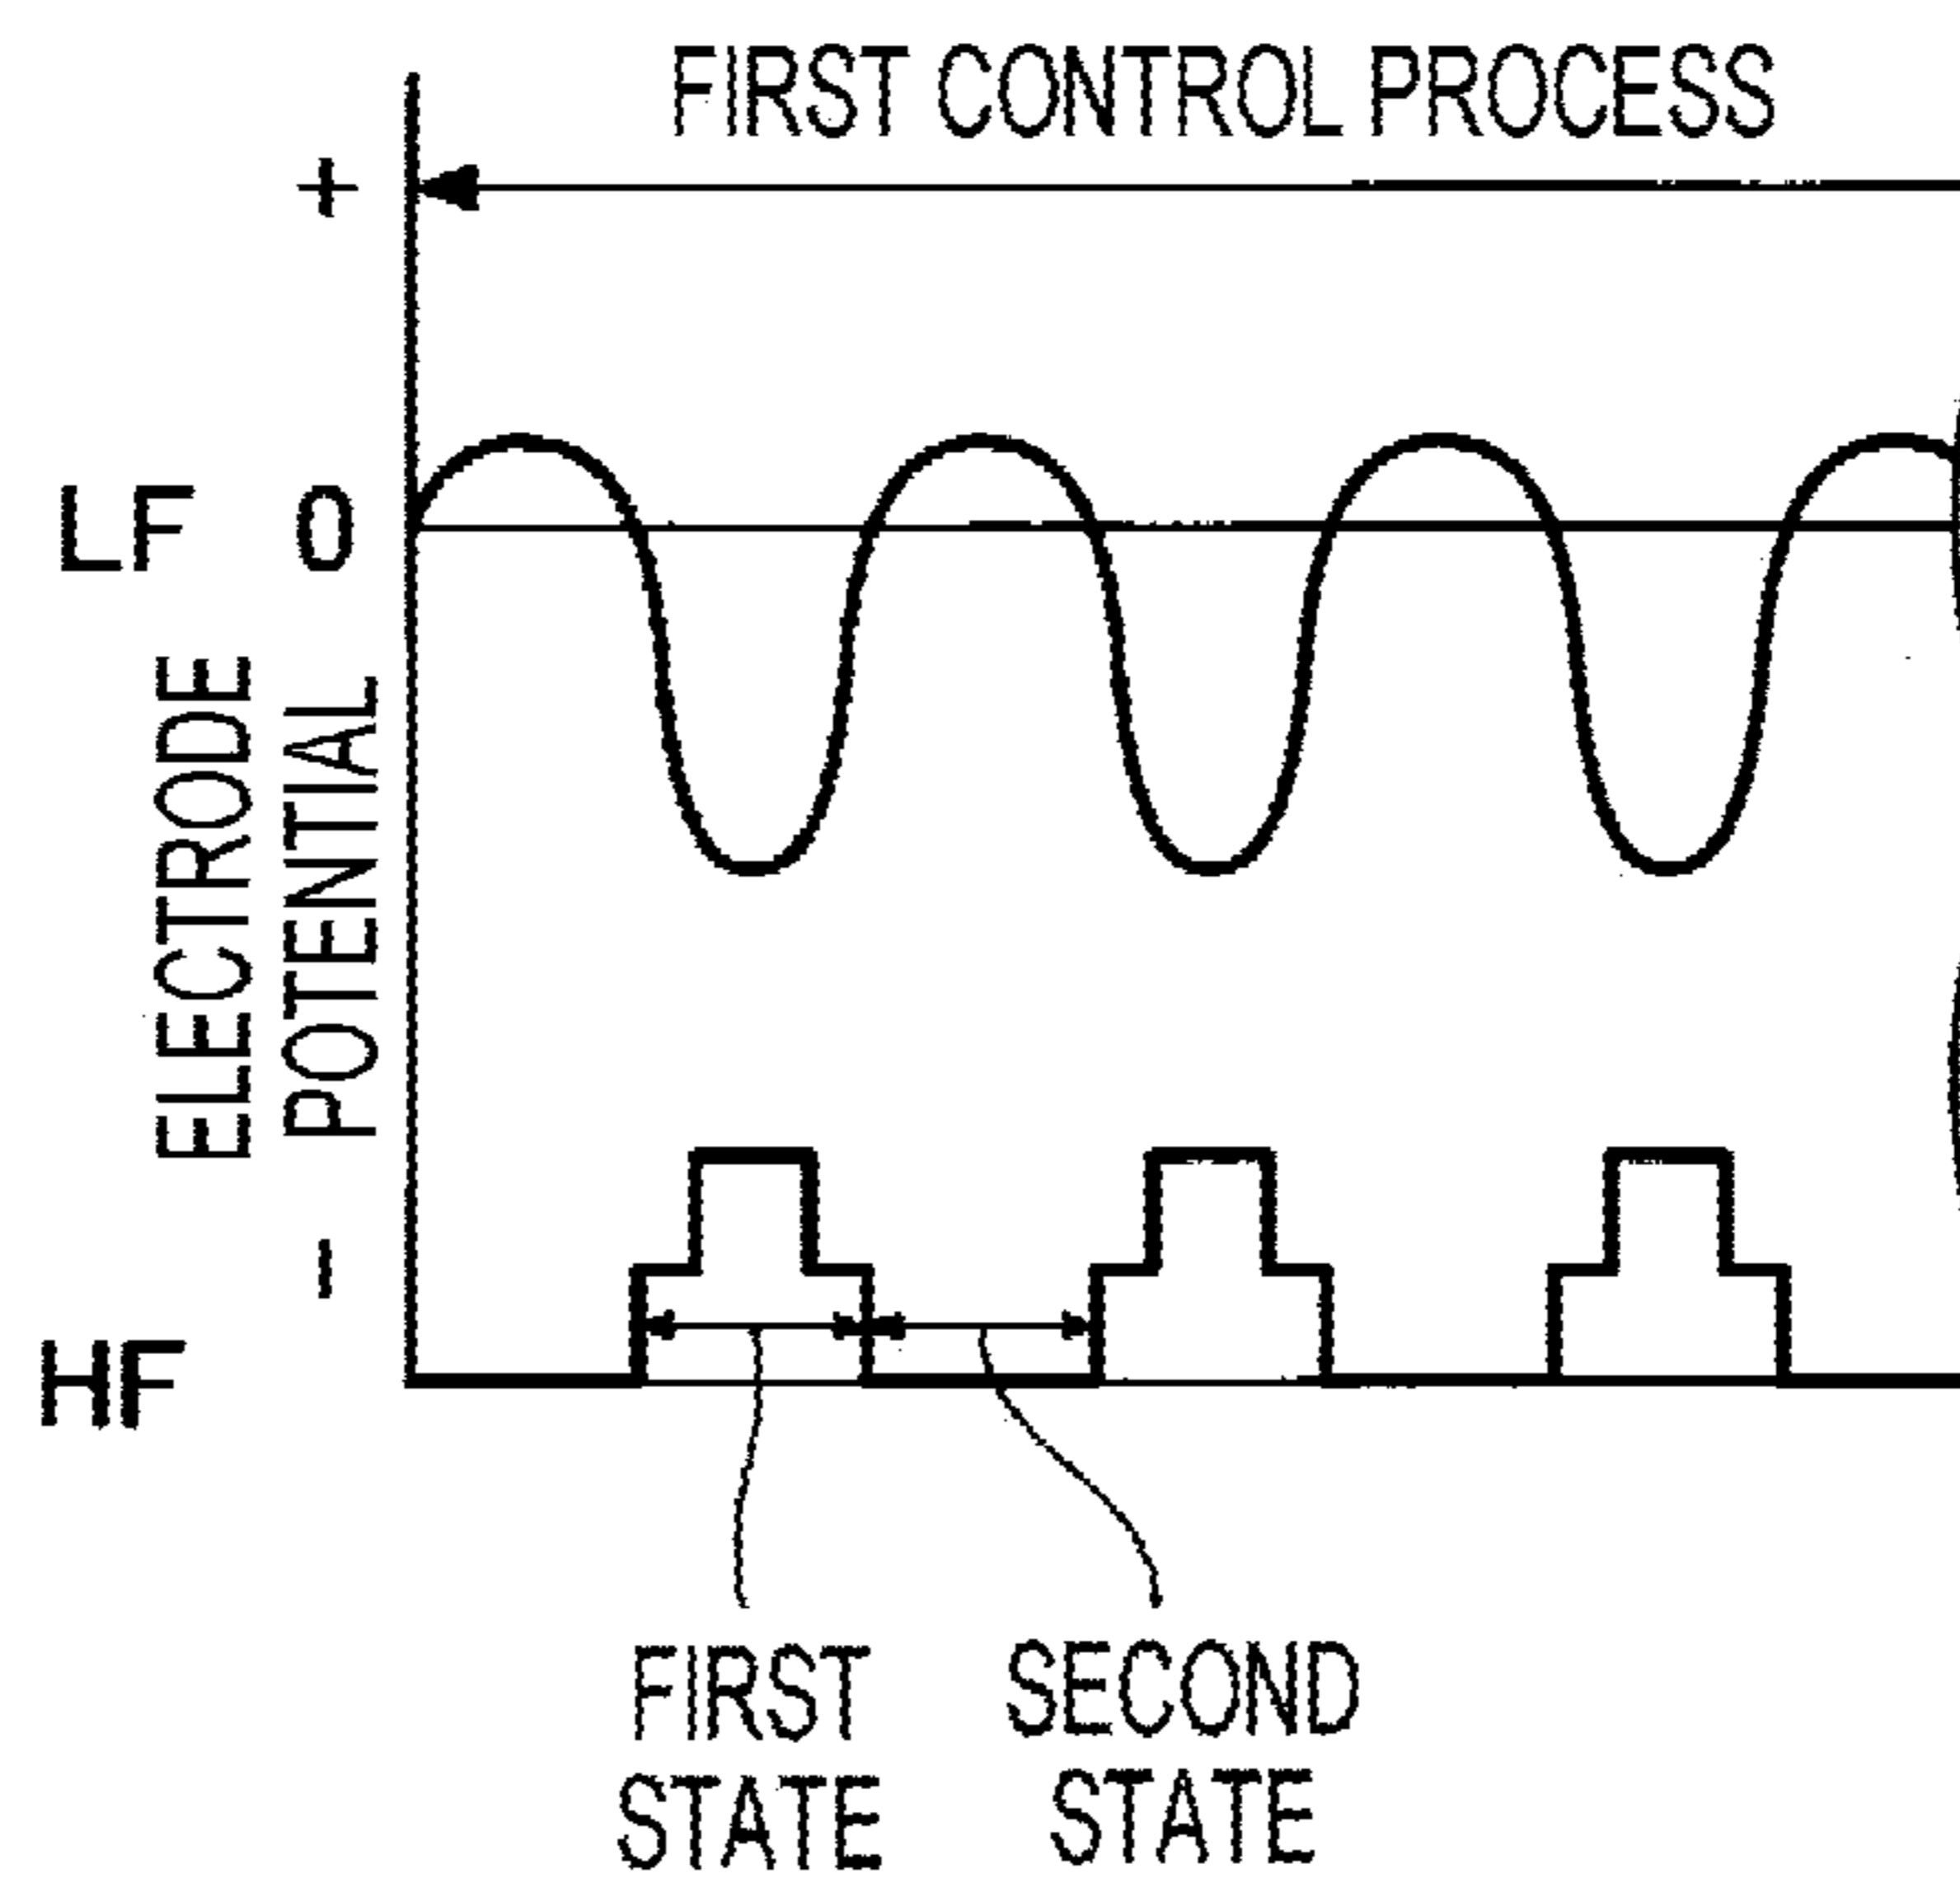 FIRST CONTROL PROCESS
+
LF 0
ELECTRODE
POTENTIAL
-
HF
FIRST
STATE
SECOND
STATE